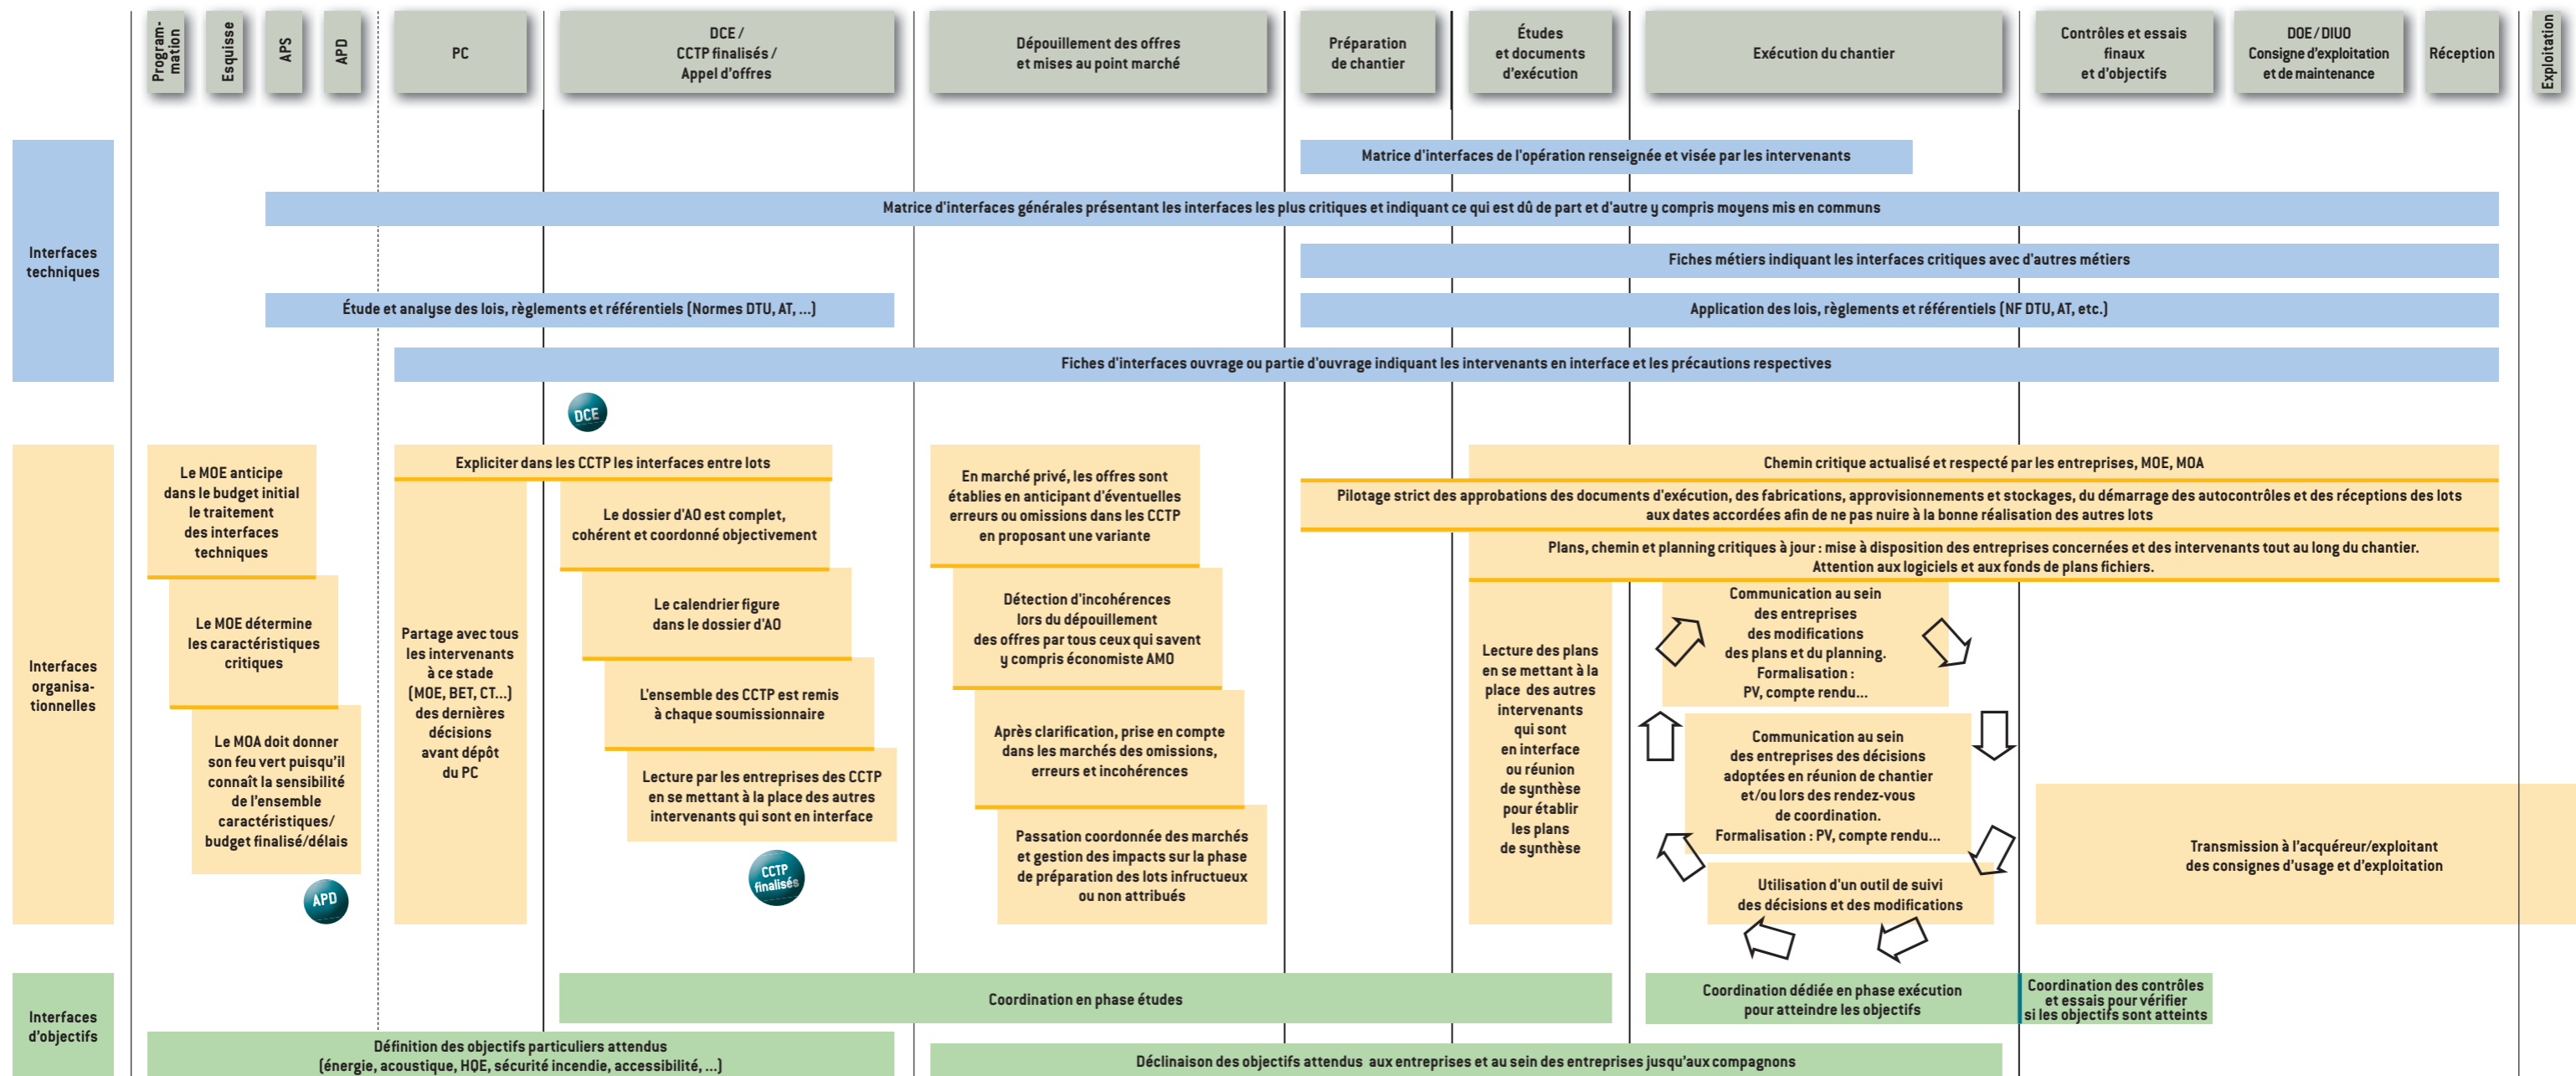 Program-
mation
Esquisse
APS
APD
PC
DCE /
CCTP finalisés /
Appel d'offres
Dépouillement des offres
et mises au point marché
Préparation
de chantier
Études
et documents
d'exécution
Exécution du chantier
Contrôles et essais
finaux
et d'objectifs
DOE / DIUO
Consigne d'exploitation
et de maintenance
Réception
Exploitation
Interfaces
techniques
Matrice d'interfaces de l'opération renseignée et visée par les intervenants
Matrice d'interfaces générales présentant les interfaces les plus critiques et indiquant ce qui est dû de part et d'autre y compris moyens mis en communs
Fiches métiers indiquant les interfaces critiques avec d'autres métiers
Étude et analyse des lois, règlements et référentiels (Normes DTU, AT, ...)
Application des lois, règlements et référentiels (NF DTU, AT, etc.)
Fiches d'interfaces ouvrage ou partie d'ouvrage indiquant les intervenants en interface et les précautions respectives
DCE
Interfaces
organisa-
tionnelles
Le MOE anticipe
dans le budget initial
le traitement
des interfaces
techniques
Le MOE détermine
les caractéristiques
critiques
Le MOA doit donner
son feu vert puisqu'il
connaît la sensibilité
de l'ensemble
caractéristiques/
budget finalisé/délais
APD
Expliciter dans les CCTP les interfaces entre lots
Partage avec tous
les intervenants
à ce stade
(MOE, BET, CT...)
des dernières
décisions
avant dépôt
du PC
Le dossier d'AO est complet,
cohérent et coordonné objectivement
Le calendrier figure
dans le dossier d'AO
L'ensemble des CCTP est remis
à chaque soumissionnaire
Lecture par les entreprises des CCTP
en se mettant à la place des autres
intervenants qui sont en interface
CCTP
finalisés
En marché privé, les offres sont
établies en anticipant d'éventuelles
erreurs ou omissions dans les CCTP
en proposant une variante
Détection d'incohérences
lors du dépouillement
des offres par tous ceux qui savent
y compris économiste AMO
Après clarification, prise en compte
dans les marchés des omissions,
erreurs et incohérences
Passation coordonnée des marchés
et gestion des impacts sur la phase
de préparation des lots infructueux
ou non attribués
Chemin critique actualisé et respecté par les entreprises, MOE, MOA
Pilotage strict des approbations des documents d'exécution, des fabrications, approvisionnements et stockages, du démarrage des autocontrôles et des réceptions des lots
aux dates accordées afin de ne pas nuire à la bonne réalisation des autres lots
Plans, chemin et planning critiques à jour : mise à disposition des entreprises concernées et des intervenants tout au long du chantier.
Attention aux logiciels et aux fonds de plans fichiers.
Lecture des plans
en se mettant à la
place des autres
intervenants
qui sont
en interface
ou réunion
de synthèse
pour établir
les plans
de synthèse
Communication au sein
des entreprises
des modifications
des plans et du planning.
Formalisation :
PV, compte rendu...
Communication au sein
des entreprises des décisions
adoptées en réunion de chantier
et/ou lors des rendez-vous
de coordination.
Formalisation : PV, compte rendu...
Utilisation d'un outil de suivi
des décisions et des modifications
Transmission à l'acquéreur/exploitant
des consignes d'usage et d'exploitation
Interfaces
d'objectifs
Coordination en phase études
Coordination dédiée en phase exécution
pour atteindre les objectifs
Coordination des contrôles
et essais pour vérifier
si les objectifs sont atteints
Définition des objectifs particuliers attendus
(énergie, acoustique, HQE, sécurité incendie, accessibilité, ...)
Déclinaison des objectifs attendus aux entreprises et au sein des entreprises jusqu'aux compagnons